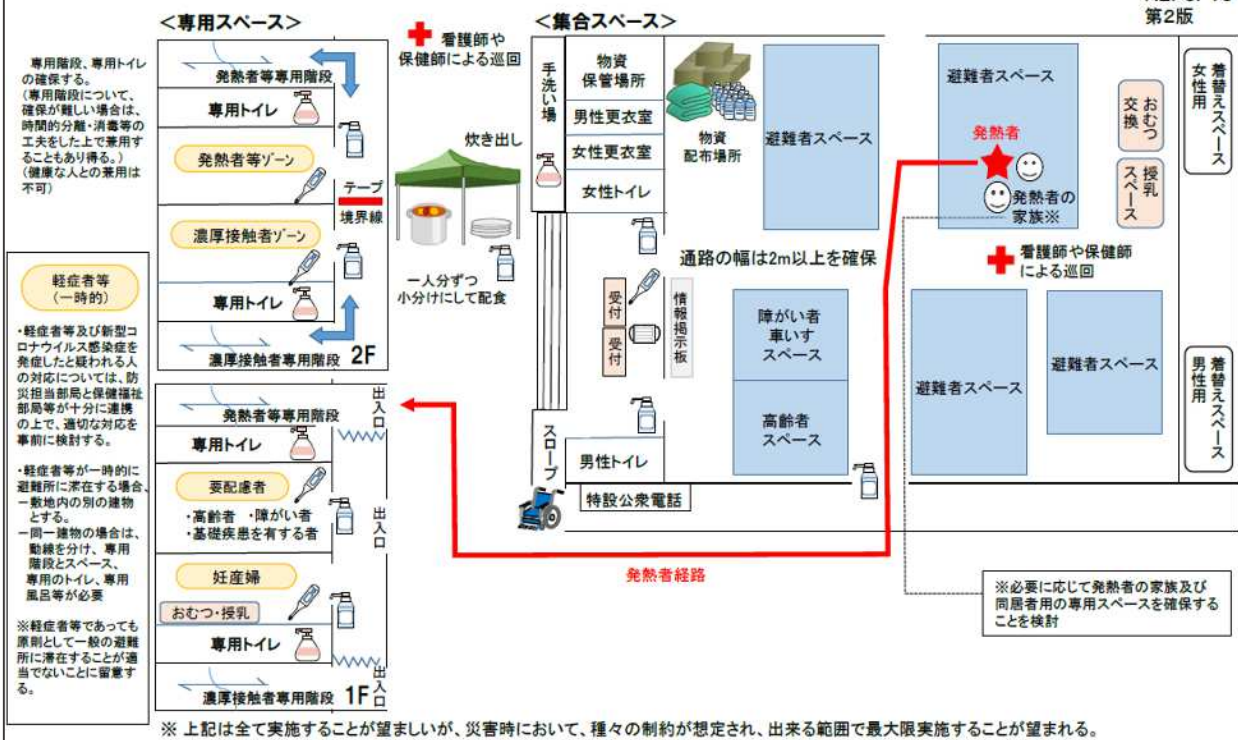 第2版
<専用スペース>
<集合スペース>
専用階段、専用トイレ
の確保する。
(専用階段について、
確保が難しい場合は、
時間的分離・消毒等の
工夫をした上で兼用す
ることもあり得る。)
(健康な人との兼用は
不可)
軽症者等
(一時的)
・軽症者等及び新型コ
ロナウイルス感染症を
発症したと疑われる人
の対応については、防
災担当部局と保健福祉
部局等が十分に連携
の上で、適切な対応を
事前に検討する。
・軽症者等が一時的に
避難所に滞在する場合、
ー敷地内の別の建物
とする。
ー同一建物の場合は、
動線を分け、専用
階段とスペース、
専用のトイレ、専用
風呂等が必要
※軽症者等であっても
原則として一般の避難
所に滞在することが適
当でないことに留意す
る。
発熱者等専用階段
専用トイレ
発熱者等ゾーン
テープ
境界線
濃厚接触者ゾーン
専用トイレ
濃厚接触者専用階段
2F
発熱者等専用階段
出入口
専用トイレ
要配慮者
・高齢者 ・障がい者
・基礎疾患を有する者
出入口
妊産婦
おむつ・授乳
専用トイレ
濃厚接触者専用階段
1F
出入口
看護師や
保健師による巡回
炊き出し
一人分ずつ
小分けにして配食
手洗い場
物資
保管場所
男性更衣室
女性更衣室
女性トイレ
物資
配布場所
避難者スペース
通路の幅は2m以上を確保
受付
受付
情報掲示板
障がい者
車いす
スペース
高齢者
スペース
スロープ
男性トイレ
特設公衆電話
避難者スペース
発熱者
発熱者の
家族※
おむつ
交換
授乳
スペース
着替えスペース
女性用
看護師や保健師
による巡回
避難者スペース
避難者スペース
着替えスペース
男性用
発熱者経路
※必要に応じて発熱者の家族及び
同居者用の専用スペースを確保する
ことを検討
※ 上記は全て実施することが望ましいが、災害時において、種々の制約が想定され、出来る範囲で最大限実施することが望まれる。